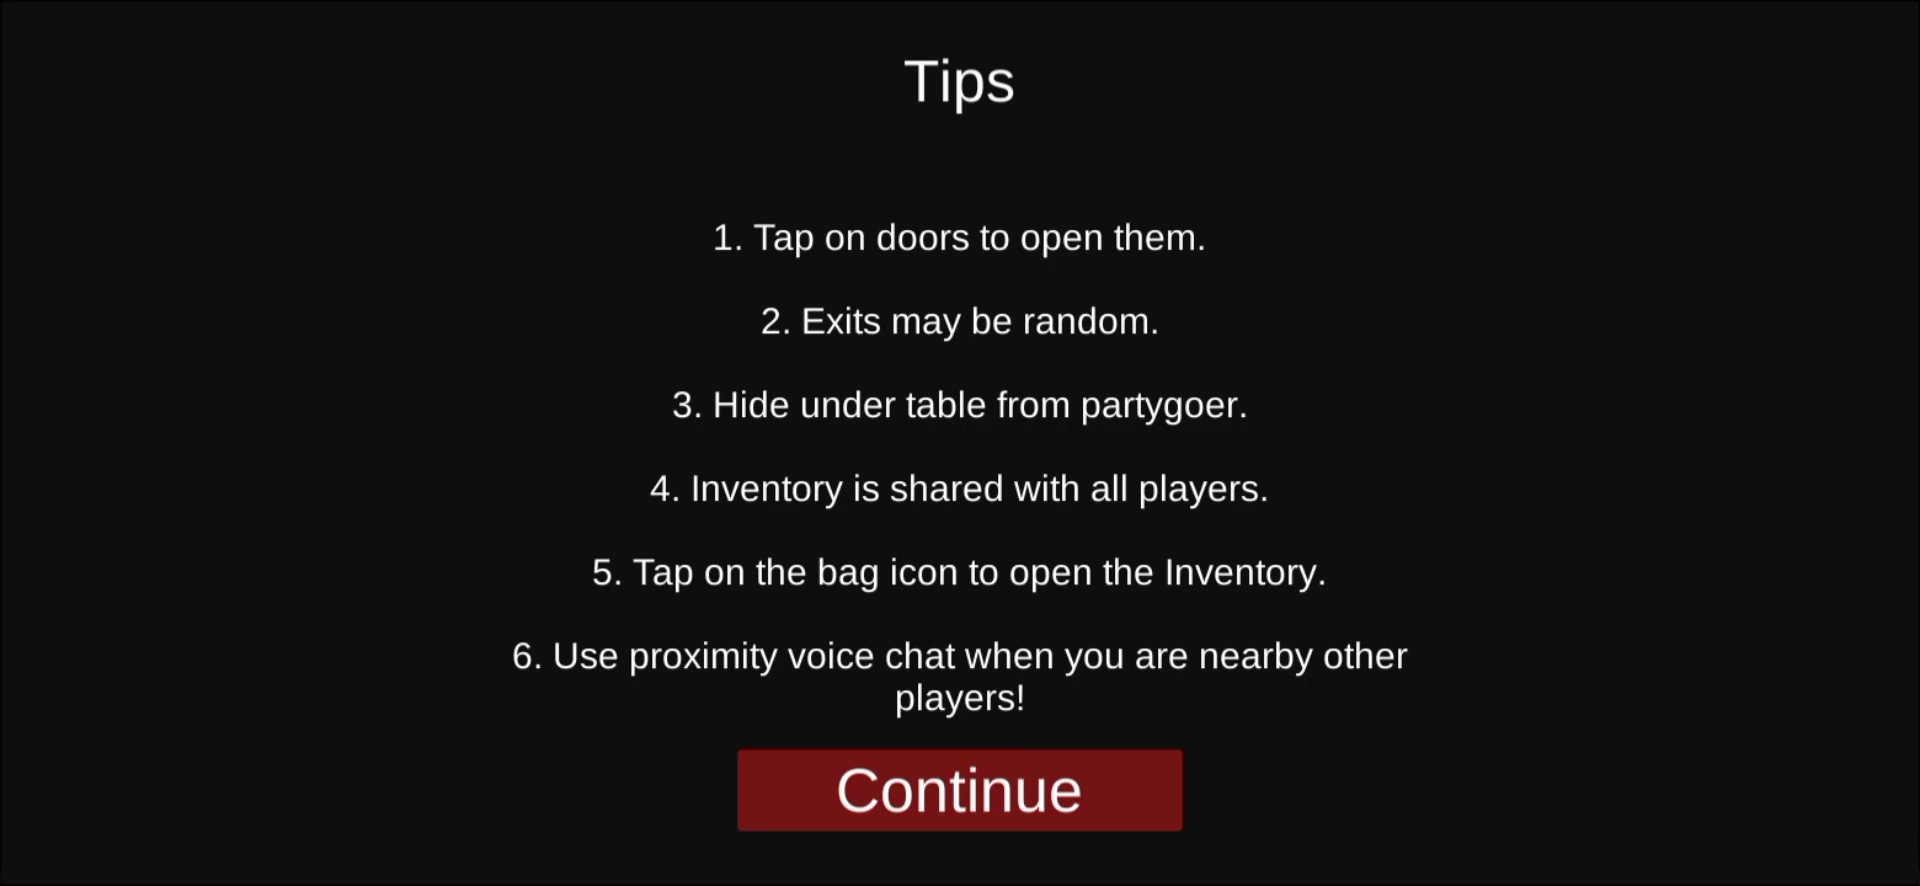 Tips
1. Tap on doors to open them.
2. Exits may be random.
3. Hide under table from partygoer.
4. Inventory is shared with all players.
5. Tap on the bag icon to open the Inventory.
6. Use proximity voice chat when you are nearby other
players!
Continue